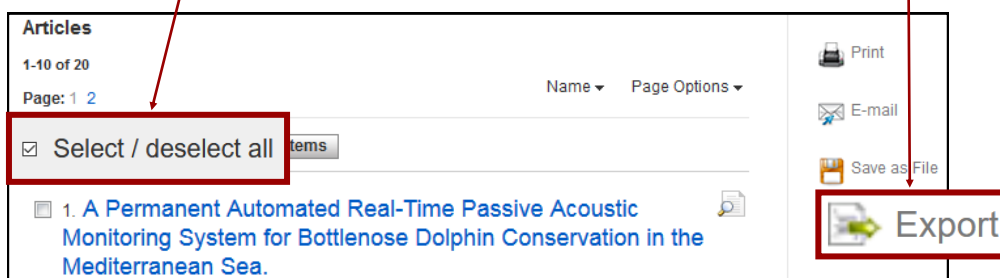 Articles
1-10 of 20
Page: 1 2
Name Page Options
Select / deselect all tems
1. A Permanent Automated Real-Time Passive Acoustic
Monitoring System for Bottlenose Dolphin Conservation in the
Mediterranean Sea.
Print
E-mail
Save as File
Export